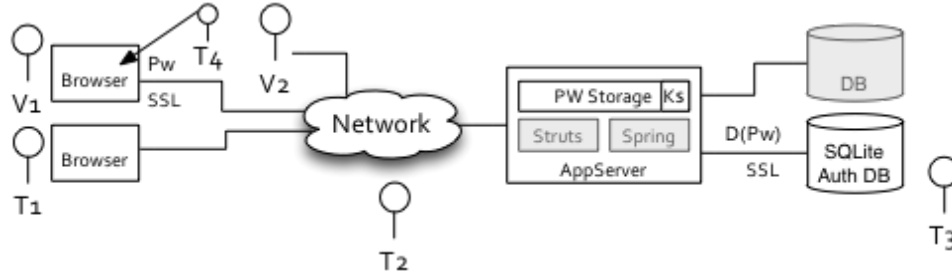 Browser
Pw
SSL
T4
V1
V2
Browser
T1
Network
T2
PW Storage Ks
Struts Spring
AppServer
D(Pw)
SSL
DB
SQLite
Auth DB
T3